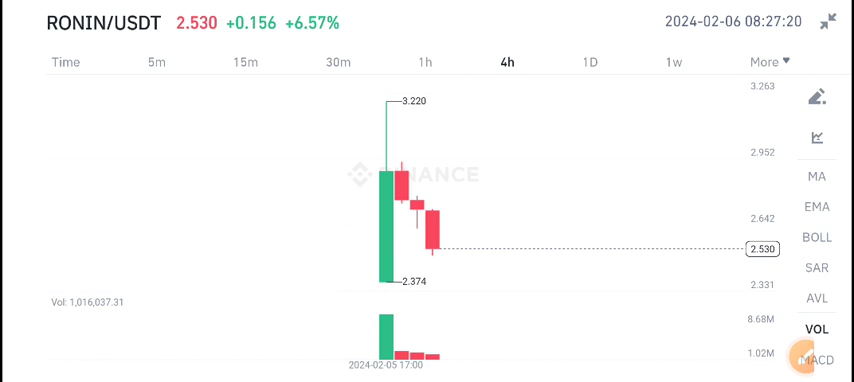 RONIN/USDT 2.530 +0.156 +6.57% 2024-02-06 08:27:20
Time 5m 15m 30m 1h 4h 1D 1w More
3.263
3.220
2.952
BINANCE
MA
EMA
2.642
BOLL
2.530
SAR
2.374
2.331
AVL
Vol: 1,016,037.31
8.68M
VOL
1.02M
MACD
2024-02-05 17:00